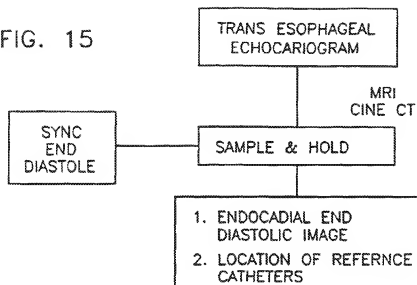 FIG. 15
TRANS ESOPHAGEAL
ECHOCARIOGRAM
MRI
CINE CT
SYNC
END
DIASTOLE
SAMPLE & HOLD
1. ENDOCADIAL END
DIASTOLIC IMAGE
2. LOCATION OF REFERNCE
CATHETERS